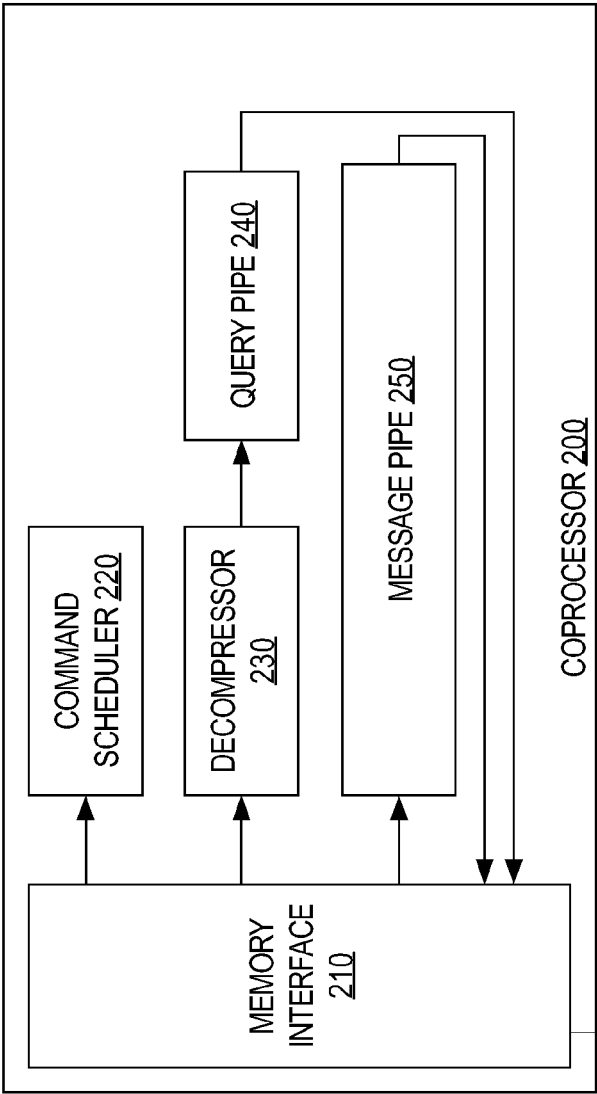 MEMORY
INTERFACE
210
COMMAND
SCHEDULER 220
DECOMPRESSOR
230
QUERY PIPE 240
MESSAGE PIPE 250
COPROCESSOR 200